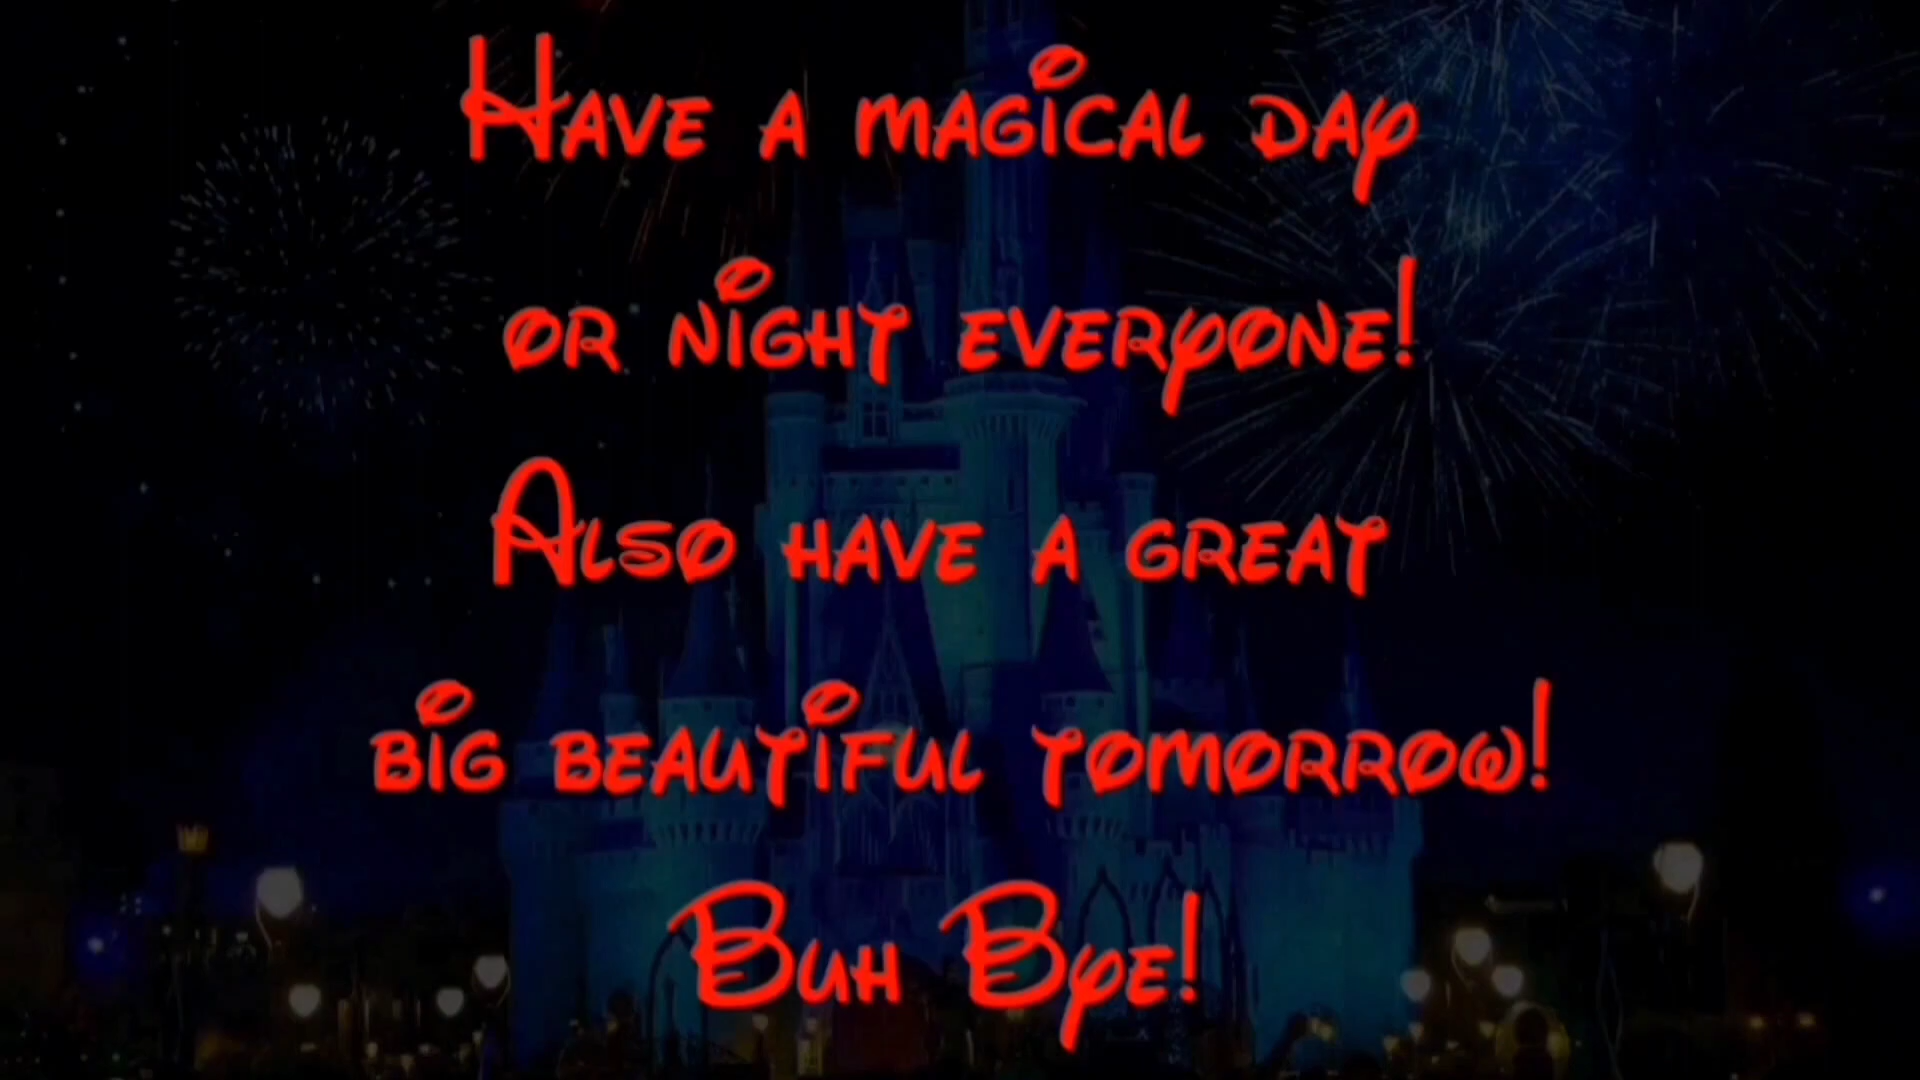 Have a magical day
or night everyone!
Also have a great
big beautiful tomorrow!
Buh Bye!